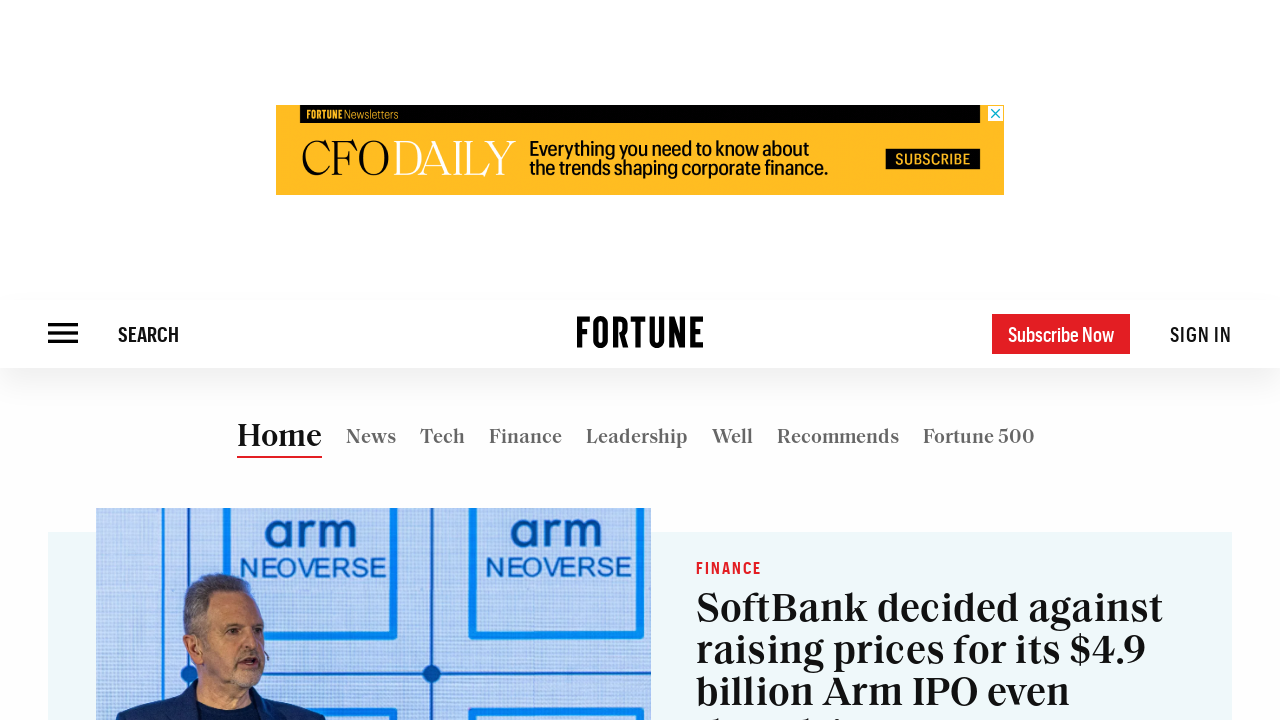 FORTUNE Newsletters
CFO DAILY
Everything you need to know about
the trends shaping corporate finance.
SUBSCRIBE
SEARCH
FORTUNE
Subscribe Now
SIGN IN
Home News Tech Finance Leadership Well Recommends Fortune 500
arm
NEOVERSE
arm
NEOVERSE
FINANCE
SoftBank decided against
raising prices for its $4.9
billion Arm IPO even